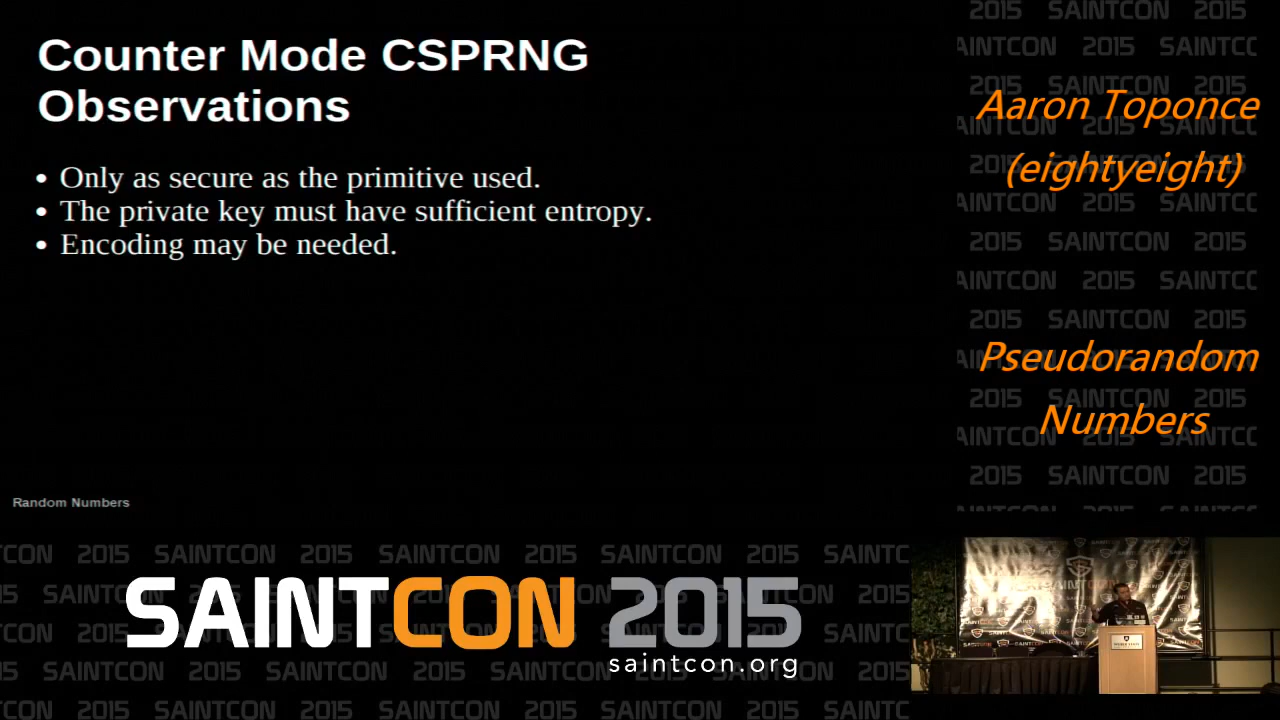 Counter Mode CSPRNG
Observations
• Only as secure as the primitive used.
• The private key must have sufficient entropy.
• Encoding may be needed.
Random Numbers
Aaron Toponce
(eightyeight)
Pseudorandom
Numbers
SAINTCON 2015
saintcon.org